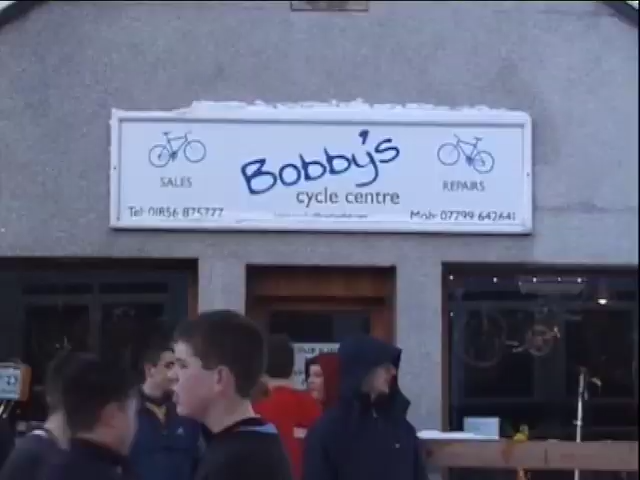 Bobby's
cycle centre
SALES
REPAIRS
Tel: 01856 875777
Mob: 07799 642641